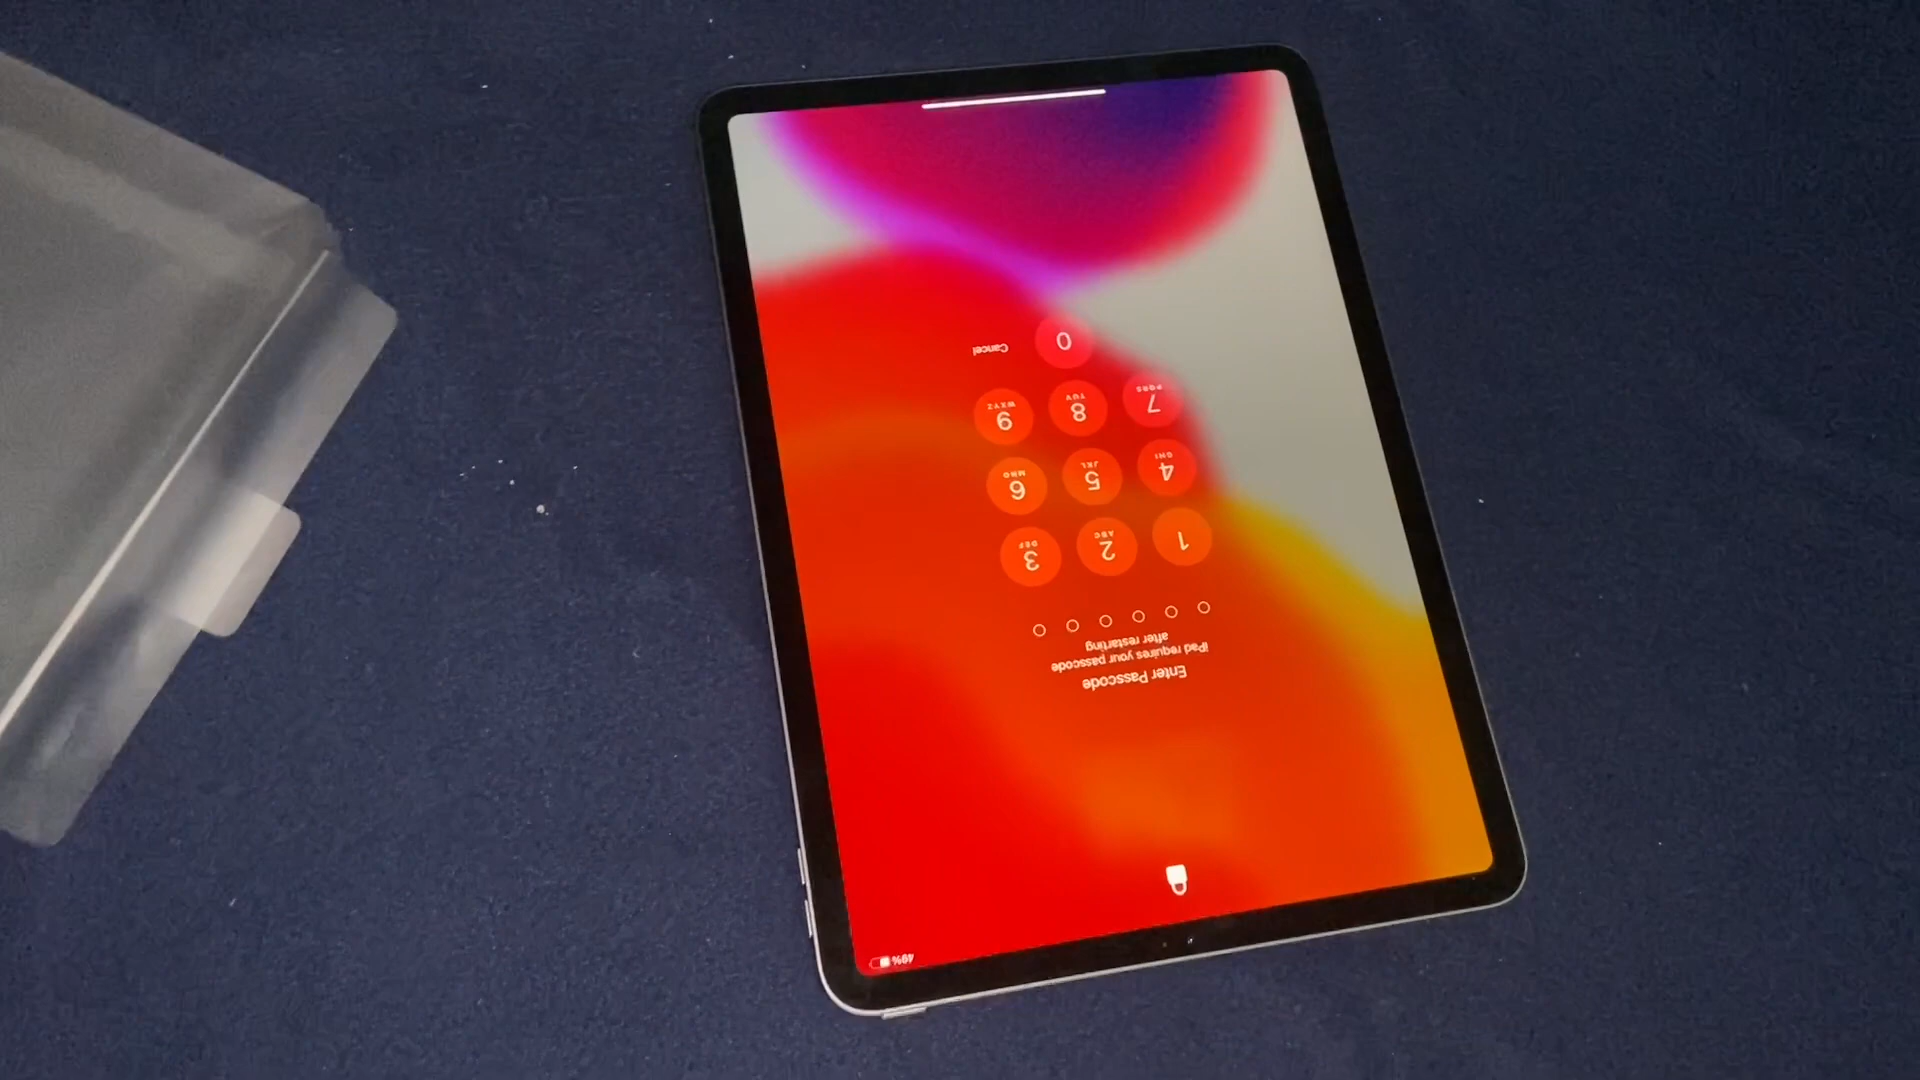 49%
Enter Passcode
iPad requires your passcode
after restarting
1
2
ABC
3
DEF
4
GHI
5
JKL
6
MNO
7
PQRS
8
TUV
9
WXYZ
0
Cancel